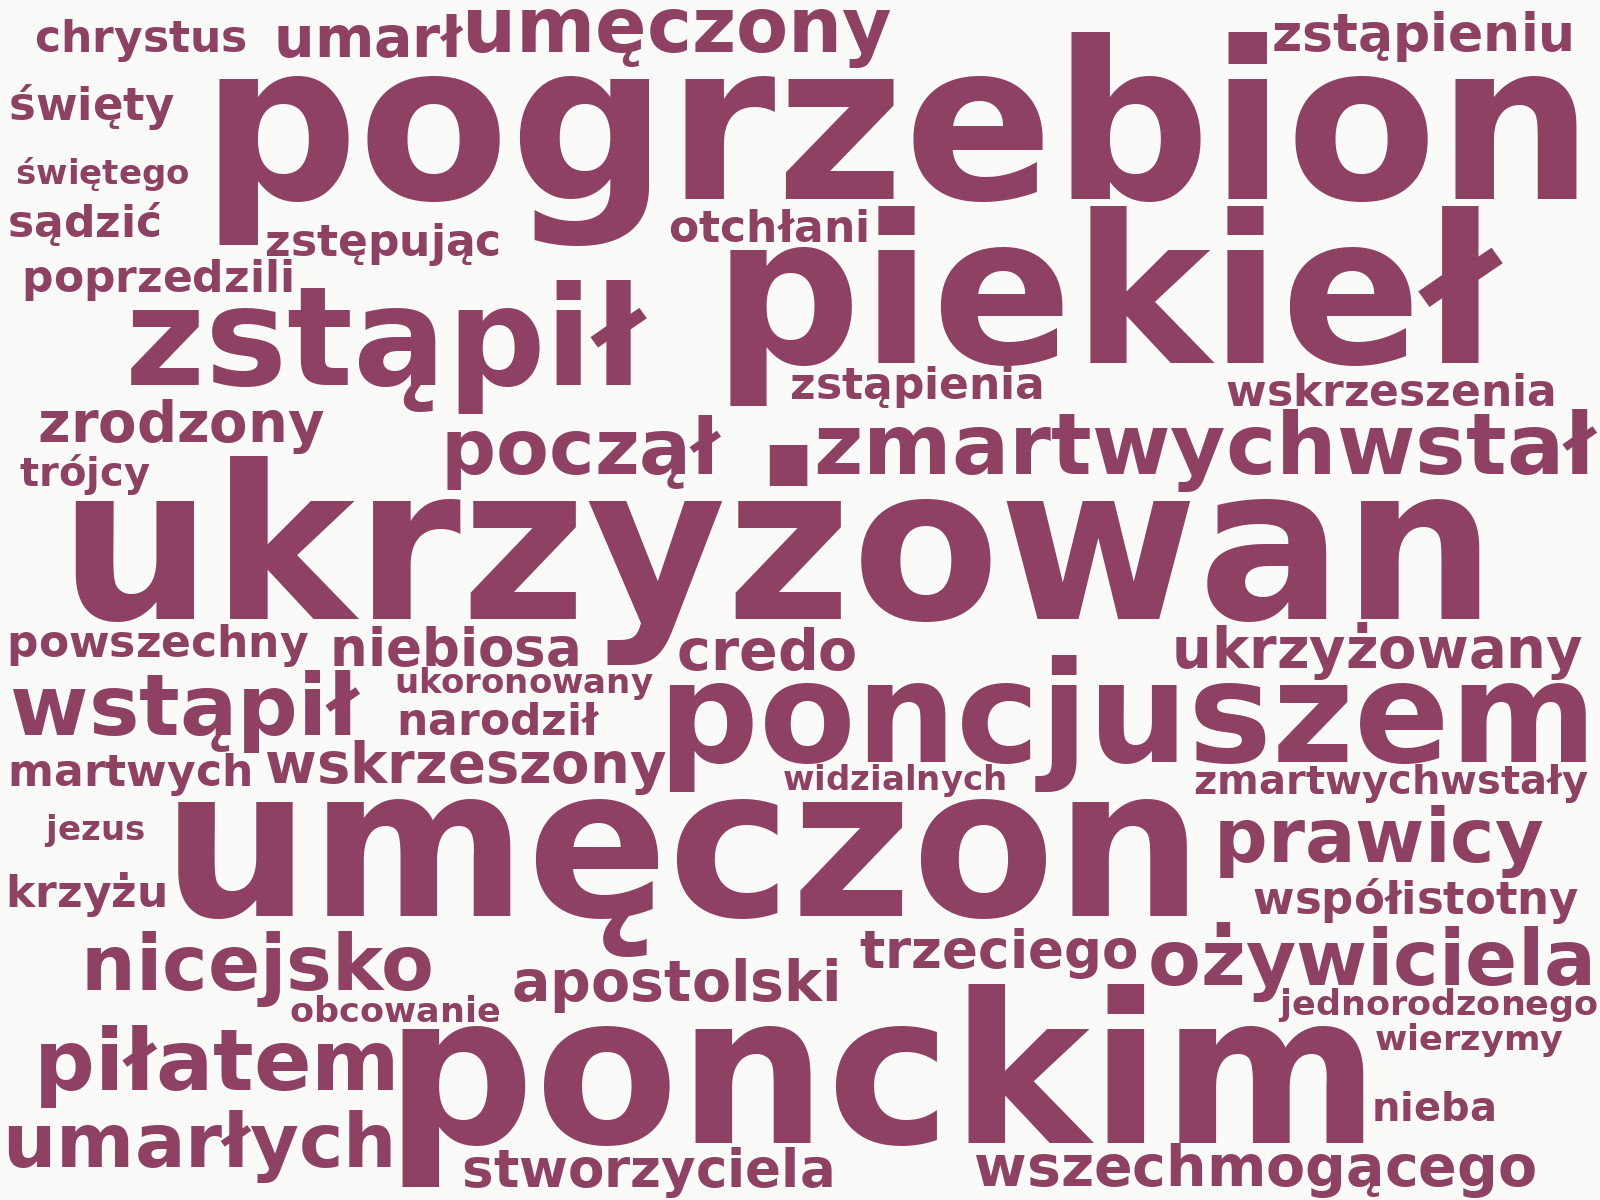 chrystus umarł umęczony zstąpieniu
święty pogrzebion
świętego
sądzić zstępując otchłani
poprzedzili zstąpił piekieł
zstąpienia wskrzeszenia
zrodzony począł zmartwychwstał
trójcy ukrzyżowan
powszechny niebiosa credo ukrzyżowany
wstąpił ukoronowany poncjuszem
narodził
martwych wskrzeszony widzialnych zmartwychwstały
jezus umęczon prawicy
krzyżu współistotny
nicejsko apostolski trzeciego ożywiciela
obcowanie jednorodzonego
piłatem ponckim wierzymy
nieba
umarłych stworzyciela wszechmogącego